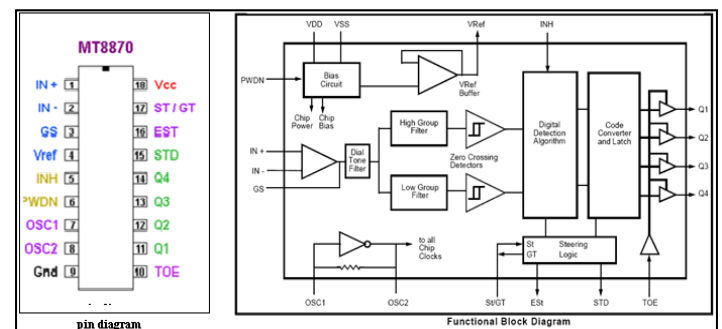 MT8870
IN + 1 18 Vcc
IN - 2 17 ST / GT
GS 3 16 EST
Vref 4 15 STD
INH 5 14 Q4
PWDN 6 13 Q3
OSC1 7 12 Q2
OSC2 8 11 Q1
Gnd 9 10 TOE
pin diagram
VDD VSS VRef INH
PWDN
Bias
Circuit
VRef
Buffer
Chip
Power
Chip
Bias
High Group
Filter
Digital
Detection
Algorithm
Code
Converter
and Latch
Q1
Q2
Q3
Q4
IN +
IN -
GS
Dial
Tone
Filter
Zero Crossing
Detectors
Low Group
Filter
to all
Chip
Clocks
St
GT
Steering
Logic
OSC1 OSC2 St/GT ESt STD TOE
Functional Block Diagram